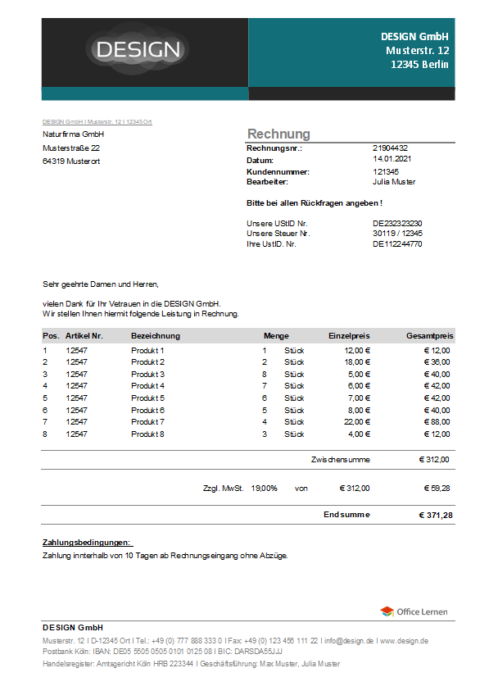 DESIGN
DESIGN GmbH
Musterstr. 12
12345 Berlin
DESIGN GmbH I Musterstr. 12 I 12345 Ort
Naturfirma GmbH
Musterstraße 22
64319 Musterort
Rechnung
Rechnungsnr.: 21904432
Datum: 14.01.2021
Kundennummer: 121345
Bearbeiter: Julia Muster
Bitte bei allen Rückfragen angeben !
Unsere UStID Nr. DE232323230
Unsere Steuer Nr. 30119 / 12345
Ihre UstID. Nr. DE112244770
Sehr geehrte Damen und Herren,
vielen Dank für Ihr Vetrauen in die DESIGN GmbH.
Wir stellen Ihnen hiermit folgende Leistung in Rechnung.
Pos. Artikel Nr. Bezeichnung Menge Einzelpreis Gesamtpreis
1 12547 Produkt 1 1 Stück 12,00 € € 12,00
2 12547 Produkt 2 2 Stück 18,00 € € 36,00
3 12547 Produkt 3 8 Stück 5,00 € € 40,00
4 12547 Produkt 4 7 Stück 6,00 € € 42,00
5 12547 Produkt 5 6 Stück 7,00 € € 42,00
6 12547 Produkt 6 5 Stück 8,00 € € 40,00
7 12547 Produkt 7 4 Stück 22,00 € € 88,00
8 12547 Produkt 8 3 Stück 4,00 € € 12,00
Zwischensumme € 312,00
Zzgl. MwSt. 19,00% von € 312,00 € 59,28
Endsumme € 371,28
Zahlungsbedingungen:
Zahlung innterhalb von 10 Tagen ab Rechnungseingang ohne Abzüge.
Office Lernen
DESIGN GmbH
Musterstr. 12 I D-12345 Ort I Tel.: +49 (0) 777 888 333 0 I Fax: +49 (0) 123 456 111 22 I info@design.de I www.design.de
Postbank Köln: IBAN: DE05 5505 0505 0101 0125 08 I BIC: DARSDA55JJJ
Handelsregister: Amtsgericht Köln HRB 223344 I Geschäftsführung: Max Muster, Julia Muster